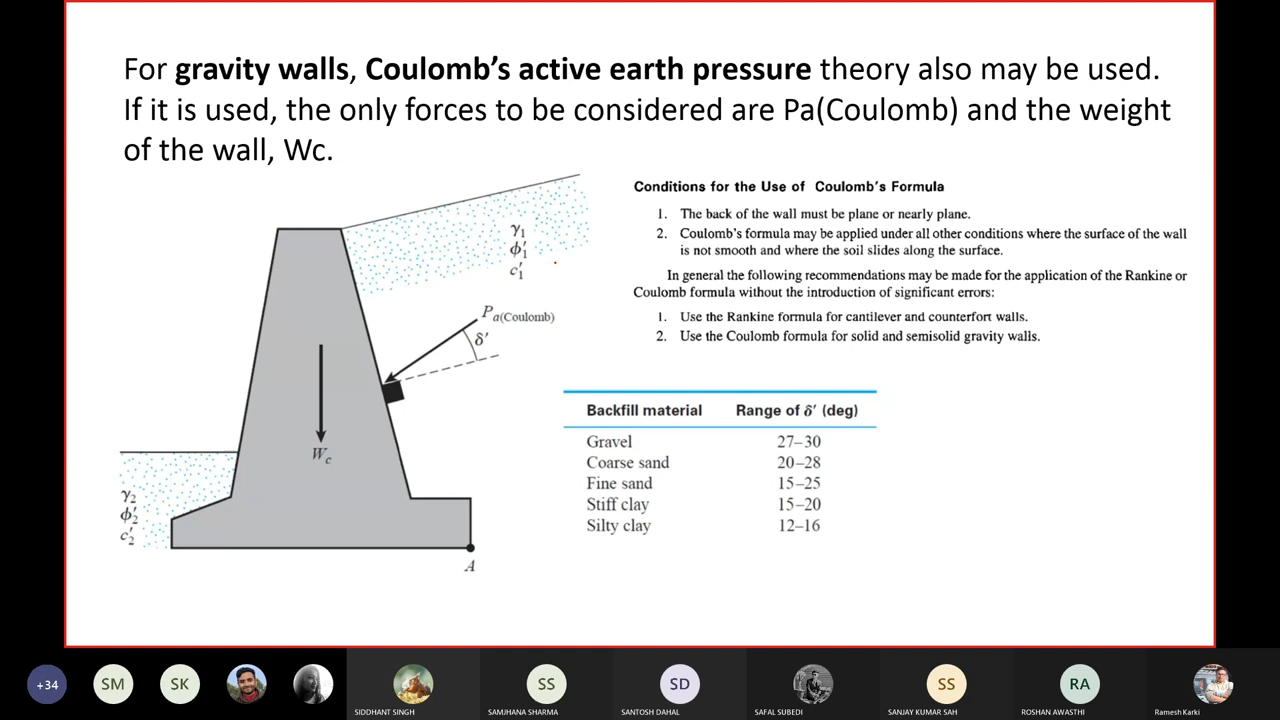 For gravity walls, Coulomb’s active earth pressure theory also may be used.
If it is used, the only forces to be considered are Pa(Coulomb) and the weight
of the wall, Wc.
γ1
ϕ′1
c′1
Pa(Coulomb)
δ′
Wc
γ2
ϕ′2
c′2
A
Conditions for the Use of Coulomb’s Formula
1. The back of the wall must be plane or nearly plane.
2. Coulomb’s formula may be applied under all other conditions where the surface of the wall
is not smooth and where the soil slides along the surface.
In general the following recommendations may be made for the application of the Rankine or
Coulomb formula without the introduction of significant errors:
1. Use the Rankine formula for cantilever and counterfort walls.
2. Use the Coulomb formula for solid and semisolid gravity walls.
Backfill material Range of δ′ (deg)
Gravel 27–30
Coarse sand 20–28
Fine sand 15–25
Stiff clay 15–20
Silty clay 12–16
+34
SM
SK
SIDDHANT SINGH
SS
SAMJHANA SHARMA
SD
SANTOSH DAHAL
SAFAL SUBEDI
SS
SANJAY KUMAR SAH
RA
ROSHAN AWASTHI
Ramesh Karki